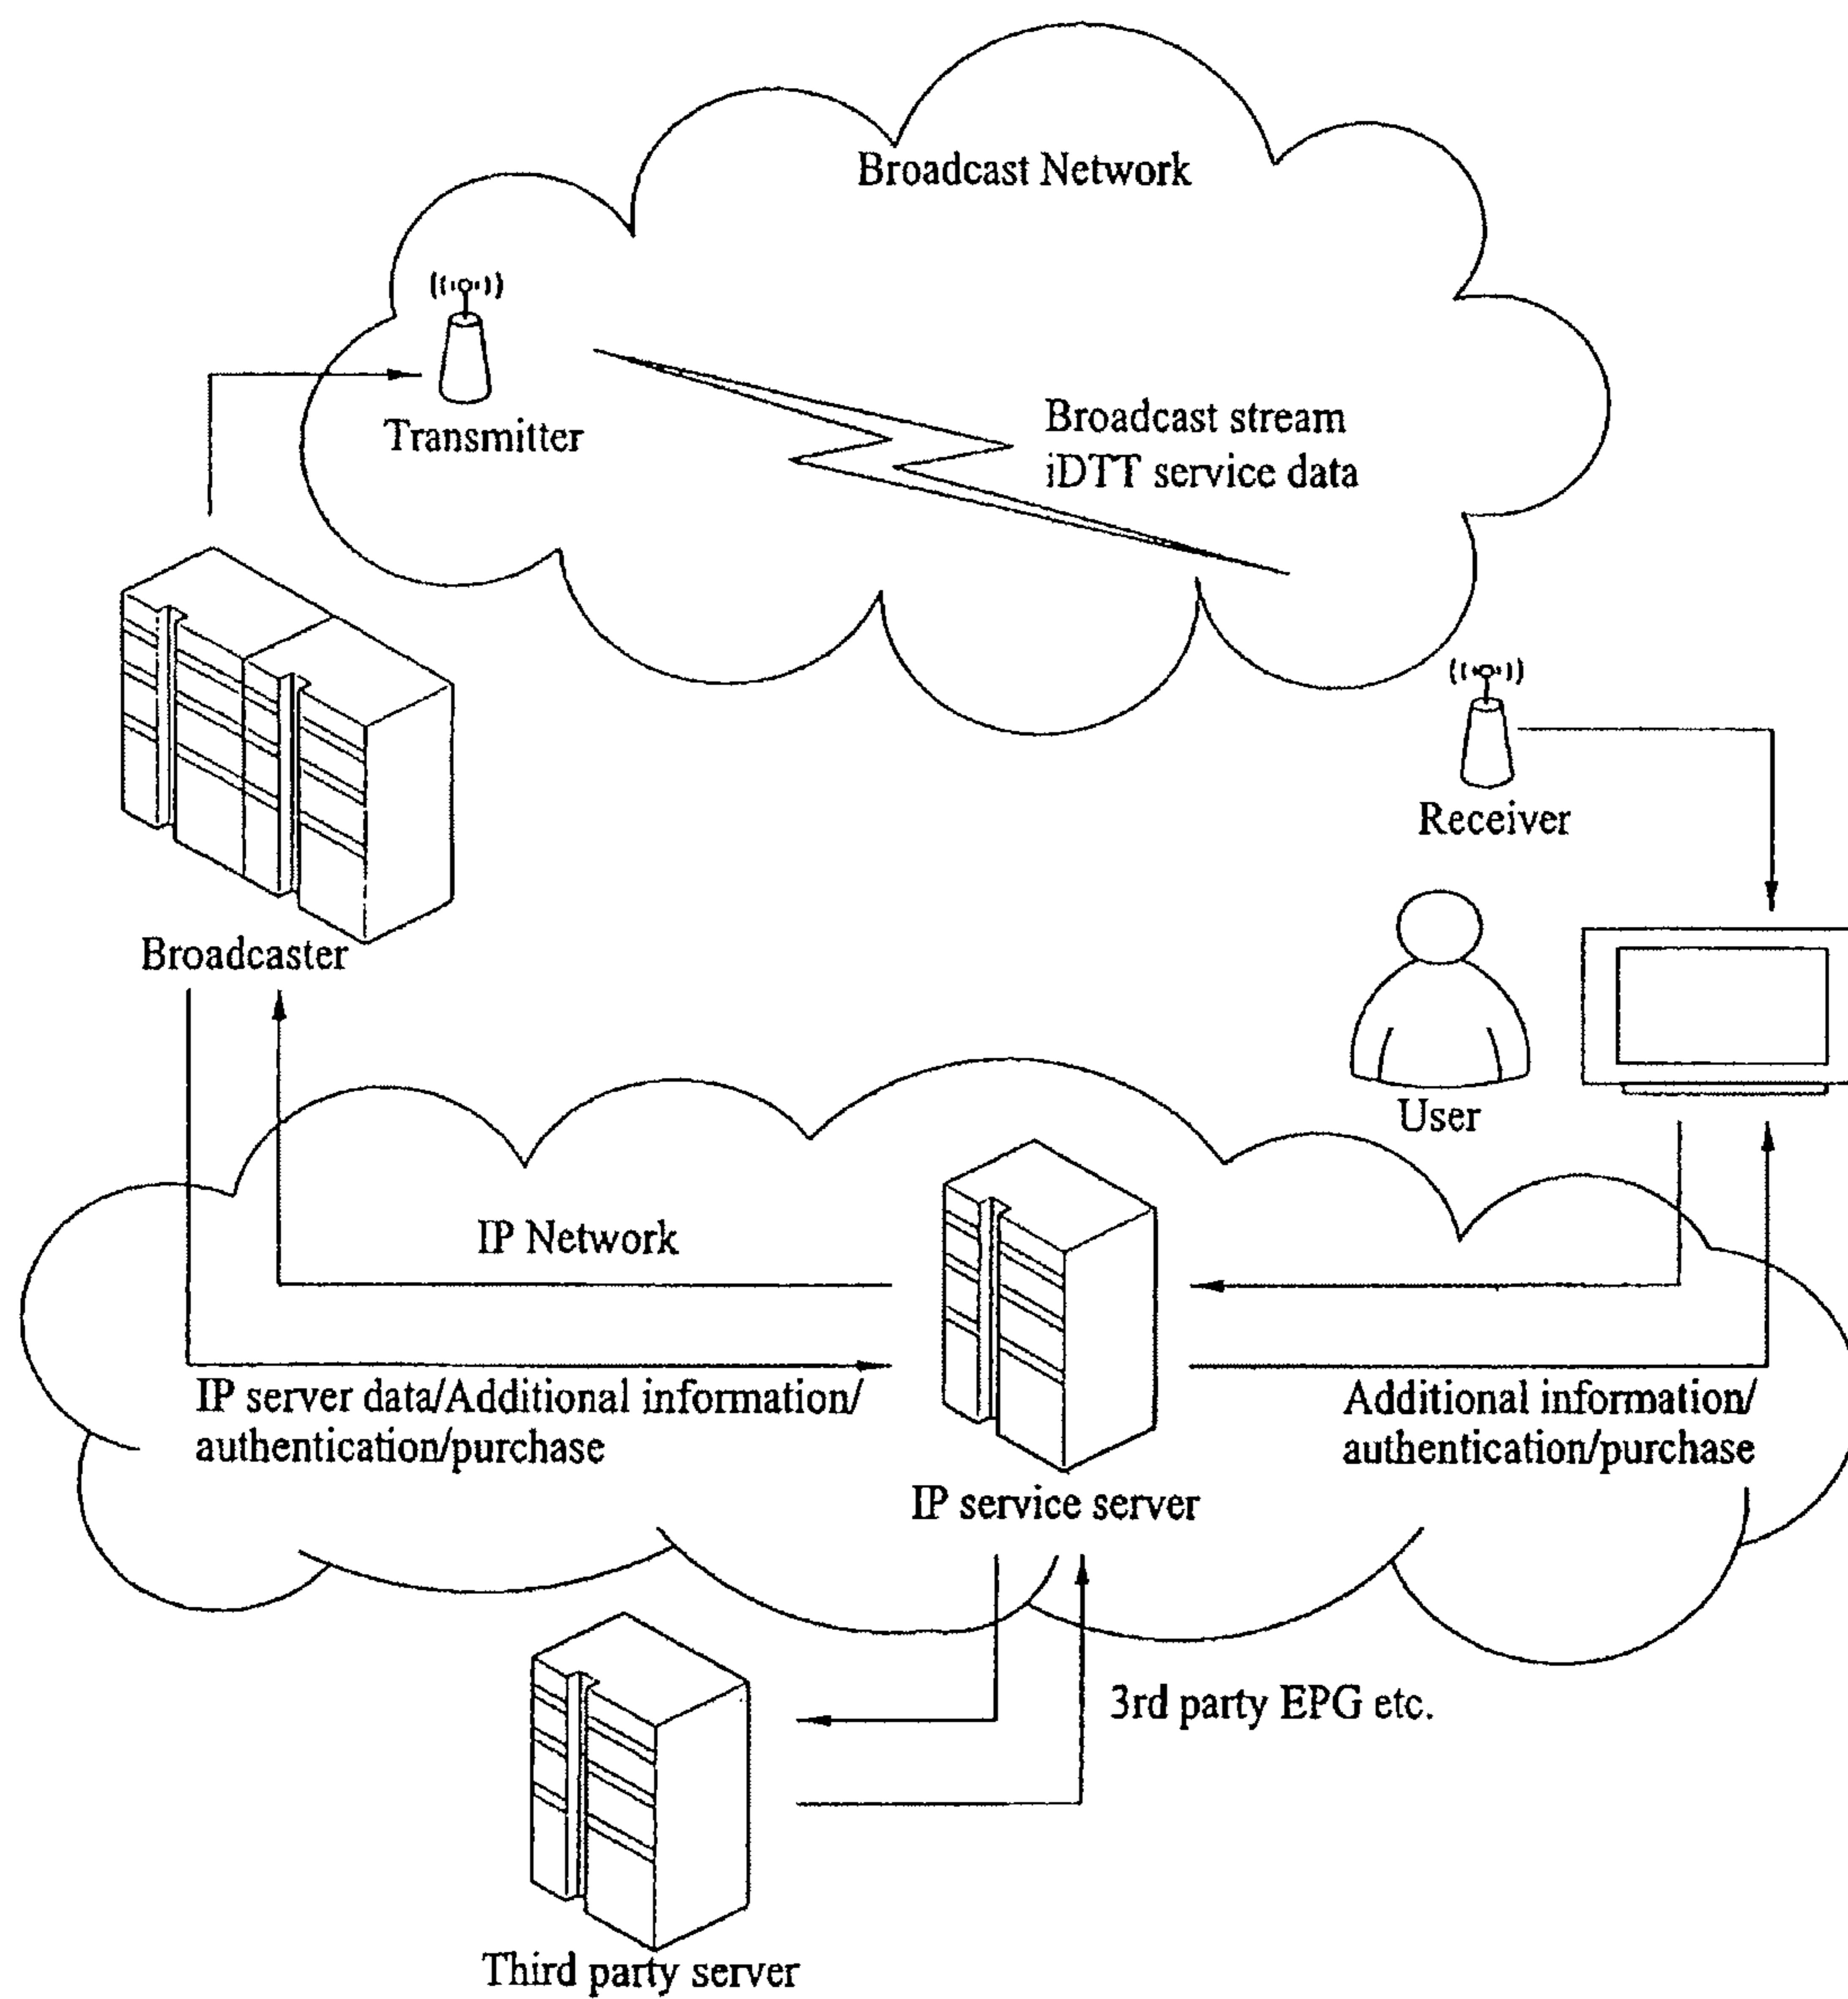 Broadcast Network
Transmitter
Broadcast stream
iDTT service data
Receiver
Broadcaster
User
IP Network
IP server data/Additional information/
authentication/purchase
Additional information/
authentication/purchase
IP service server
3rd party EPG etc.
Third party server